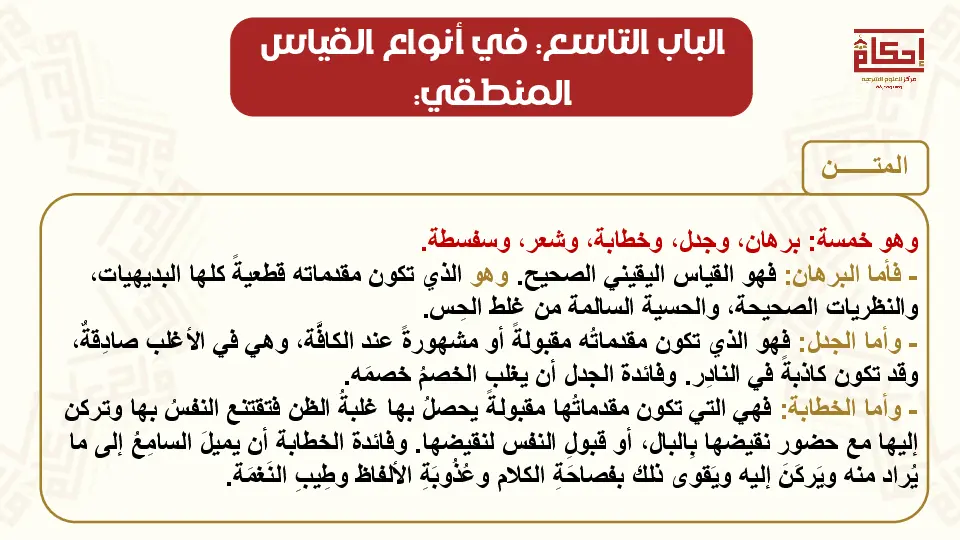 الباب التاسع: في أنواع القياس
المنطقي:
إحكام
مركز للعلوم الشرعية
المتـــــن
وهو خمسة: برهان، وجدل، وخطابة، وشعر، وسفسطة.
- فأما البرهان: فهو القياس اليقيني الصحيح. وهو الذي تكون مقدماته قطعيةً كلها البديهيات،
والنظريات الصحيحة، والحسية السالمة من غلط الحِس.
- وأما الجدل: فهو الذي تكون مقدماتُه مقبولةً أو مشهورةً عند الكافَّة، وهي في الأغلب صادِقةٌ،
وقد تكون كاذبةً في النادِر. وفائدة الجدل أن يغلب الخصمُ خصمَه.
- وأما الخطابة: فهي التي تكون مقدماتُها مقبولةً يحصلُ بها غلبةُ الظن فتقتنع النفسُ بها وتركن
إليها مع حضور نقيضها بِالبال، أو قبولِ النفس لنقيضها. وفائدة الخطابة أن يميلَ السامِعُ إلى ما
يُراد منه ويَركَنَ إليه ويَقوى ذلك بفصاحَةِ الكلام وعُذُوبَةِ الألفاظ وطِيبِ النَغمَة.